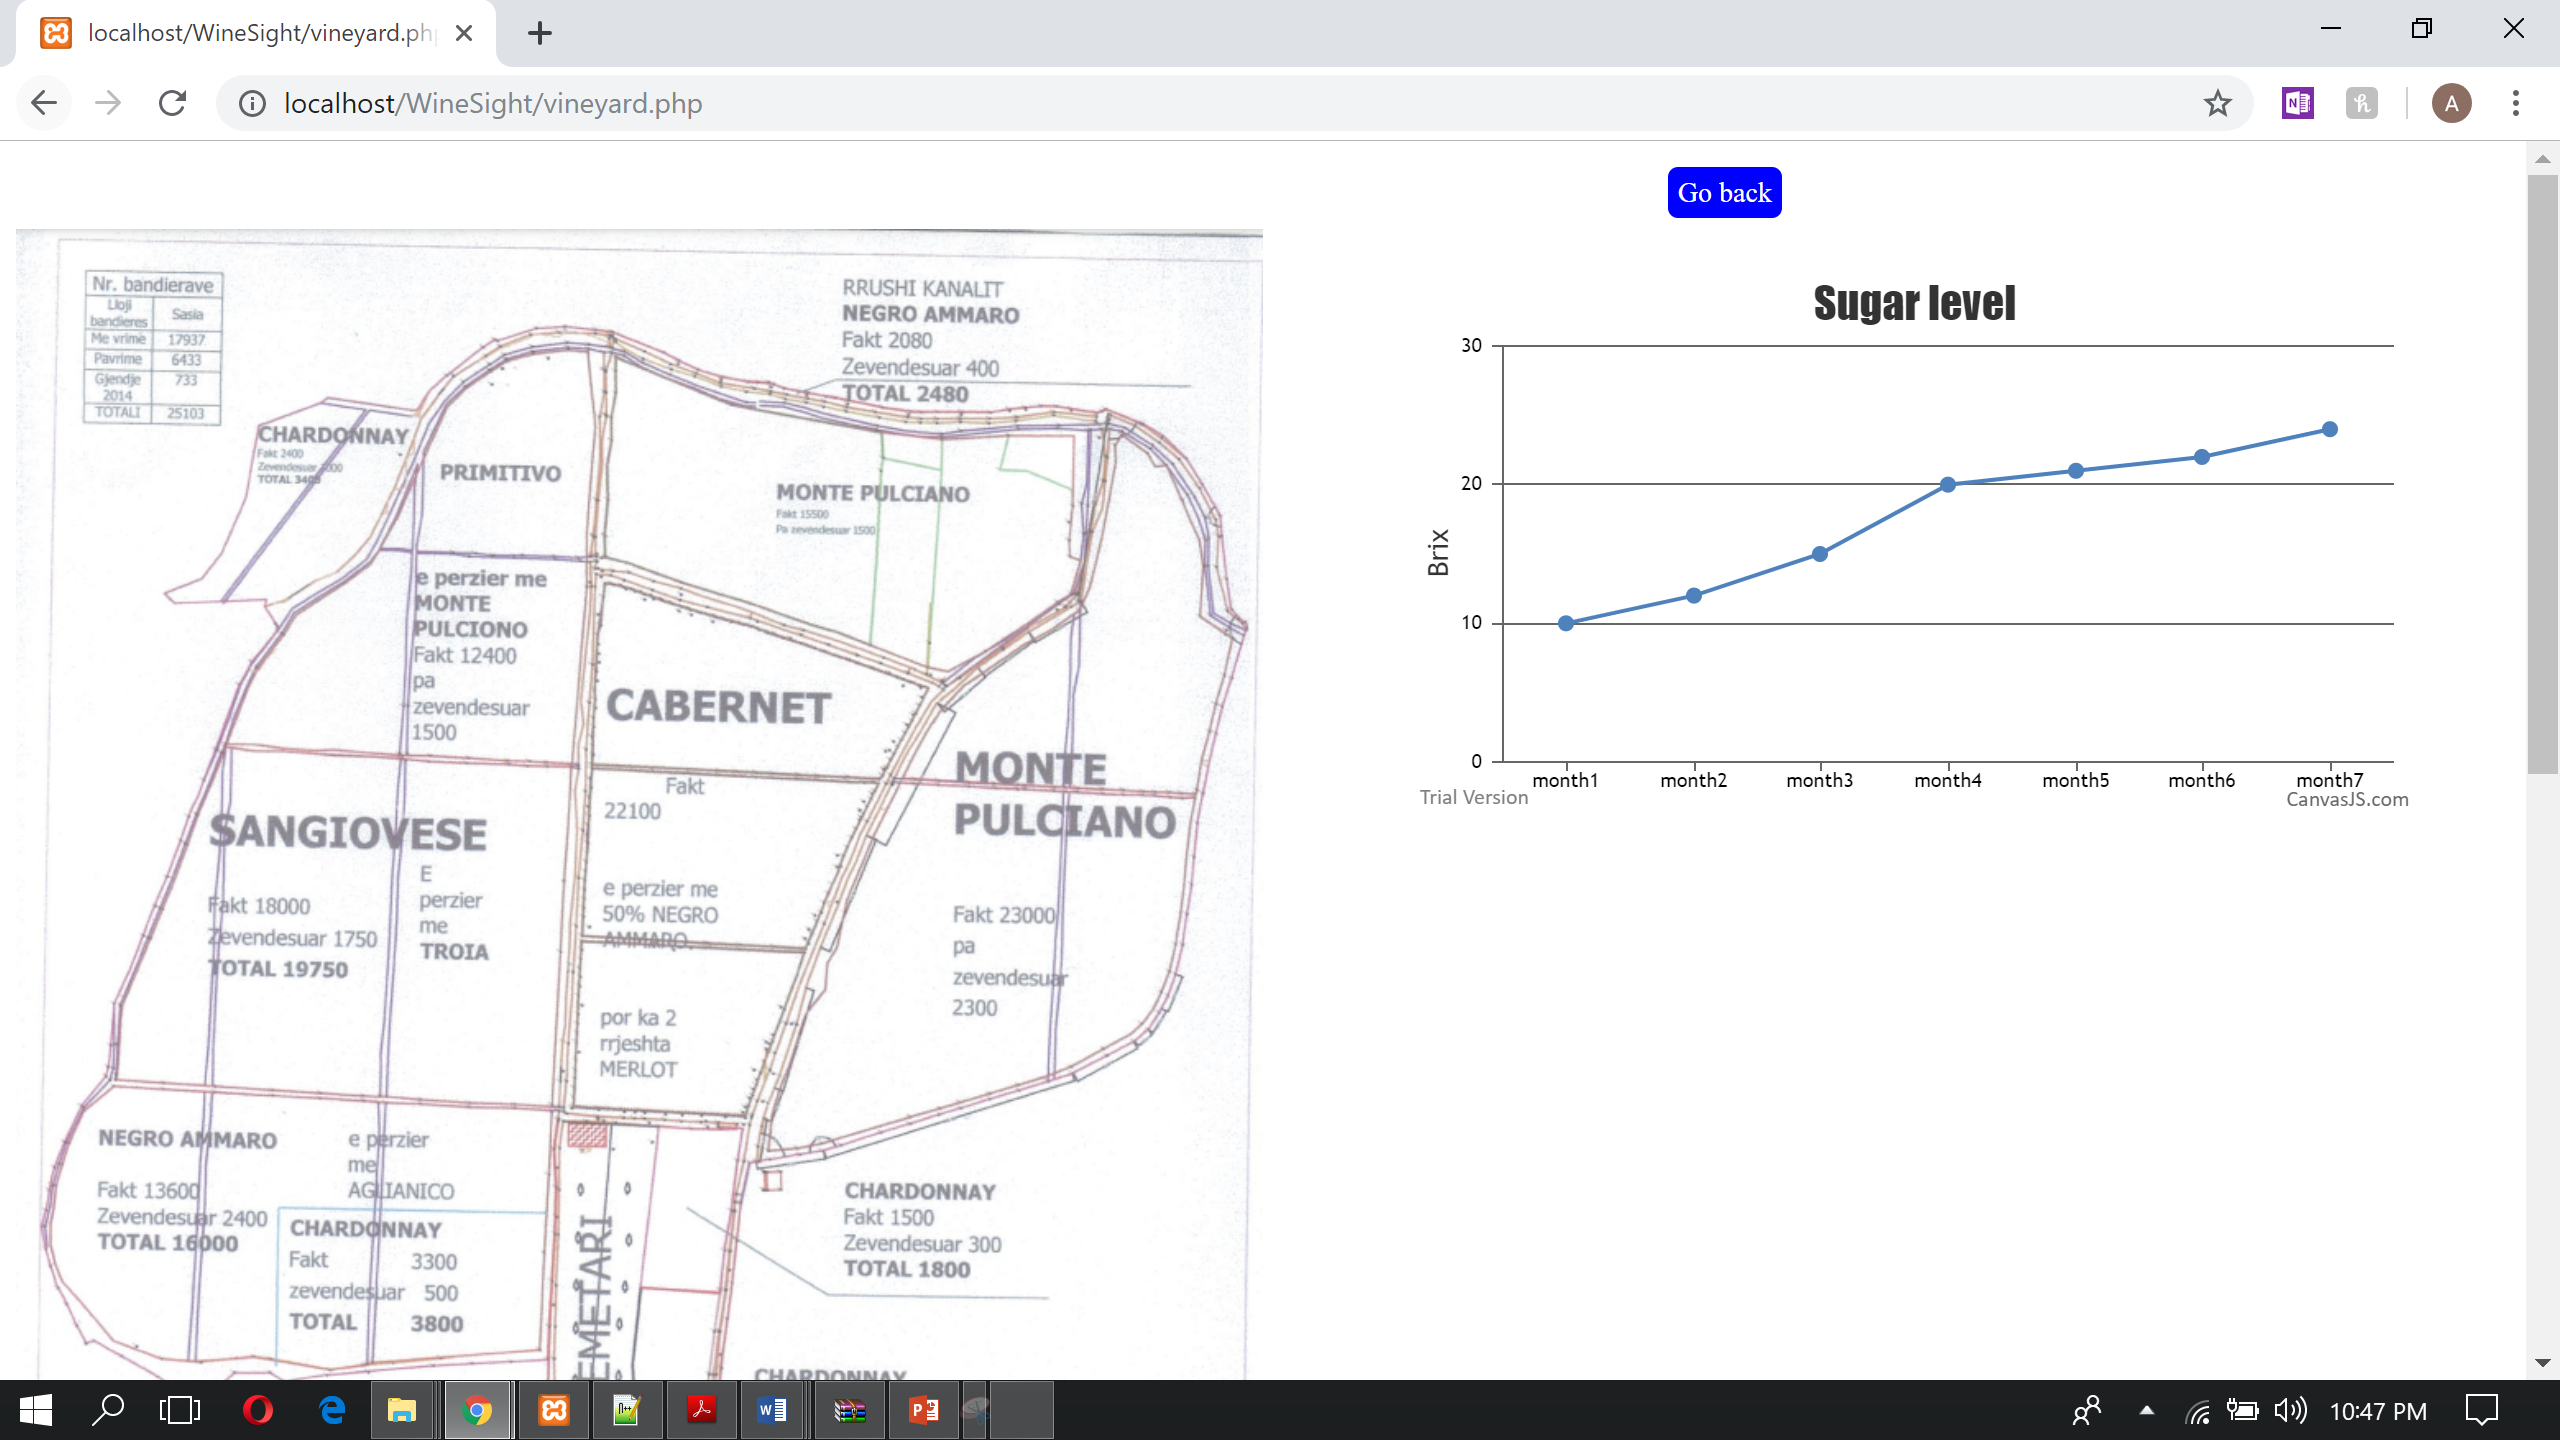 localhost/WineSight/vineyard.ph
localhost/WineSight/vineyard.php
A
Go back
Nr. bandierave
Lloji bandieres Sasia
Me vrime 17937
Pavrime 6433
Gjendje 2014 733
TOTALI 25103
RRUSHI KANALIT
NEGRO AMMARO
Fakt 2080
Zevendesuar 400
TOTAL 2480
CHARDONNAY
Fakt 2400
Zevendesuar
TOTAL
PRIMITIVO
MONTE PULCIANO
Fakt 15500
Pa zevendesuar 1500
e perzier me
MONTE
PULCIONO
Fakt 12400
pa
zevendesuar
1500
CABERNET
Fakt
22100
e perzier me
50% NEGRO
AMMARO
por ka 2
rrjeshta
MERLOT
MONTE
PULCIANO
Fakt 23000
pa
zevendesuar
2300
SANGIOVESE
Fakt 18000
Zevendesuar 1750
TOTAL 19750
E
perzier
me
TROIA
NEGRO AMMARO
Fakt 13600
Zevendesuar 2400
TOTAL 16000
e perzier
me
AGLIANICO
CHARDONNAY
Fakt 3300
zevendesuar 500
TOTAL 3800
EMETARI
CHARDONNAY
Fakt 1500
Zevendesuar 300
TOTAL 1800
CHARDONNAY
Sugar level
Brix
30
20
10
0
month1 month2 month3 month4 month5 month6 month7
Trial Version
CanvasJS.com
10:47 PM